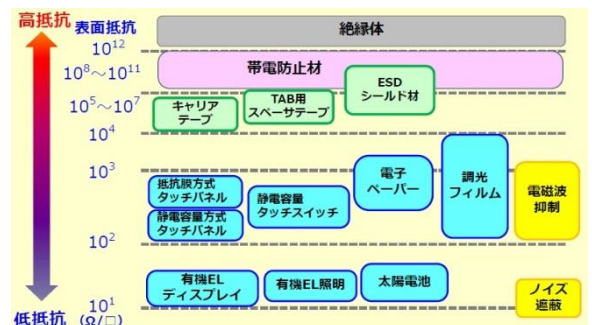 高抵抗
表面抵抗
絶縁体
10¹²
10⁸～10¹¹
帯電防止材
ESD
シールド材
10⁵～10⁷
キャリア
テープ
TAB用
スペーサテープ
10⁴
10³
抵抗膜方式
タッチパネル
静電容量方式
タッチパネル
静電容量
タッチスイッチ
電子
ペーパー
調光
フィルム
電磁波
抑制
10²
有機EL
ディスプレイ
有機EL照明
太陽電池
ノイズ
遮蔽
10¹
低抵抗
(Ω/□)